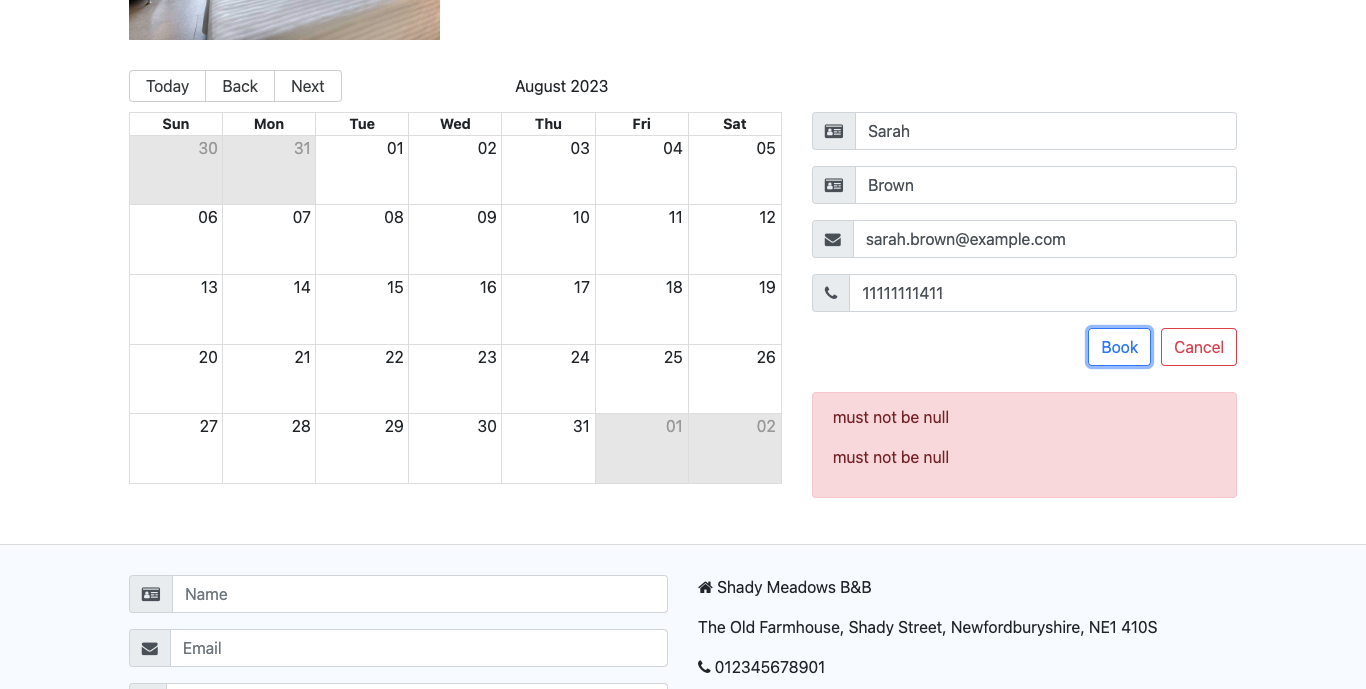 Today Back Next August 2023
Sun Mon Tue Wed Thu Fri Sat
30 31 01 02 03 04 05
06 07 08 09 10 11 12
13 14 15 16 17 18 19
20 21 22 23 24 25 26
27 28 29 30 31 01 02
Sarah
Brown
sarah.brown@example.com
11111111411
Book Cancel
must not be null
must not be null
Name
Email
Shady Meadows B&B
The Old Farmhouse, Shady Street, Newfordburyshire, NE1 410S
012345678901